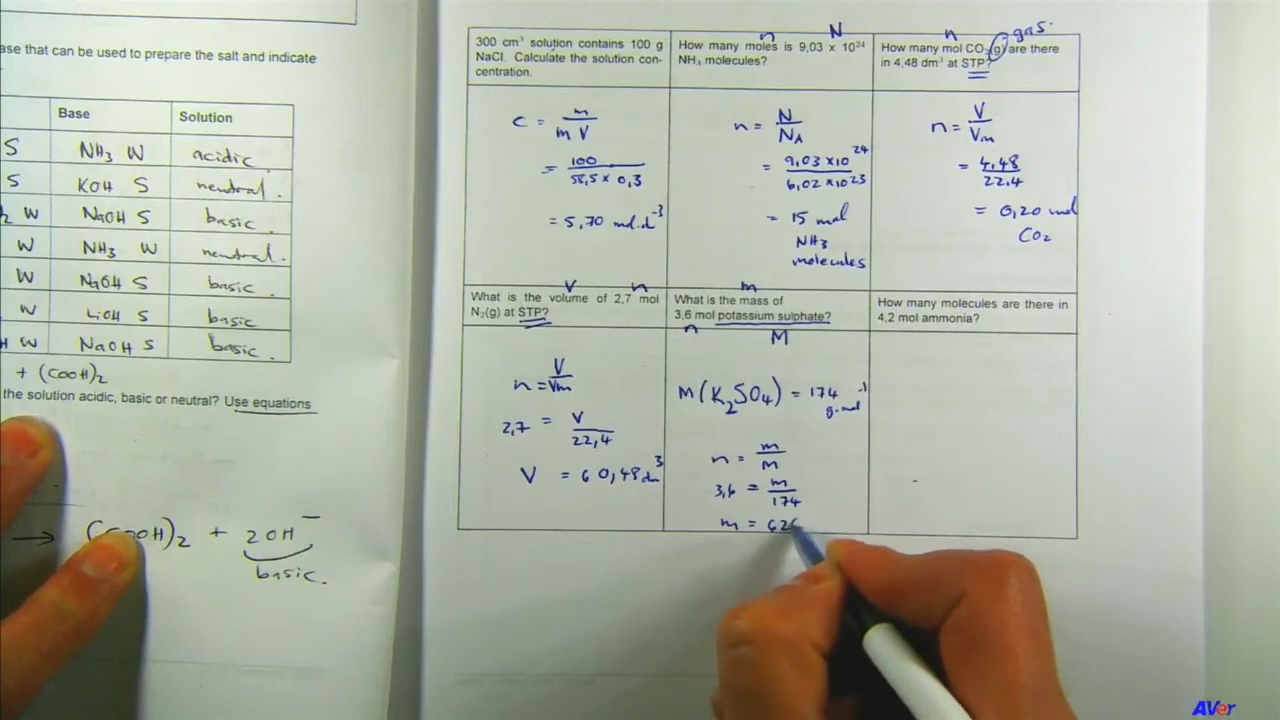 ase that can be used to prepare the salt and indicate
Base
Solution
S
NH₃ W
acidic.
S
KOH S
neutral.
₂ W
NaOH S
basic.
W
NH₃ W
neutral.
W
NaOH S
basic.
W
LiOH S
basic
H W
NaOH S
basic.
+ (COOH)₂
the solution acidic, basic or neutral? Use equations
→ (COOH)₂ + 2OH⁻
basic.
300 cm³ solution contains 100 g
NaCl. Calculate the solution con-
centration.
c = m / m V
= 100 / 58,5 × 0,3
= 5,70 mol.d⁻³
n N
How many moles is 9,03 x 10²⁴
NH₃ molecules?
n = N / N_A
= 9,03 ×10²⁴ / 6,02 ×10²³
= 15 mol
NH₃
molecules
n gas.
How many mol CO₂(g) are there
in 4,48 dm³ at STP?
n = V / Vm
= 4,48 / 22.4
= 0,20 mol
CO₂
V n
What is the volume of 2,7 mol
N₂(g) at STP?
n = V / Vm
2,7 = V / 22,4
V = 60,48 dm³
m
What is the mass of
3,6 mol potassium sulphate?
n M
M(K₂SO₄) = 174
g.mol⁻¹
n = m / M
3,6 = m / 174
m = 626
How many molecules are there in
4,2 mol ammonia?
AVer